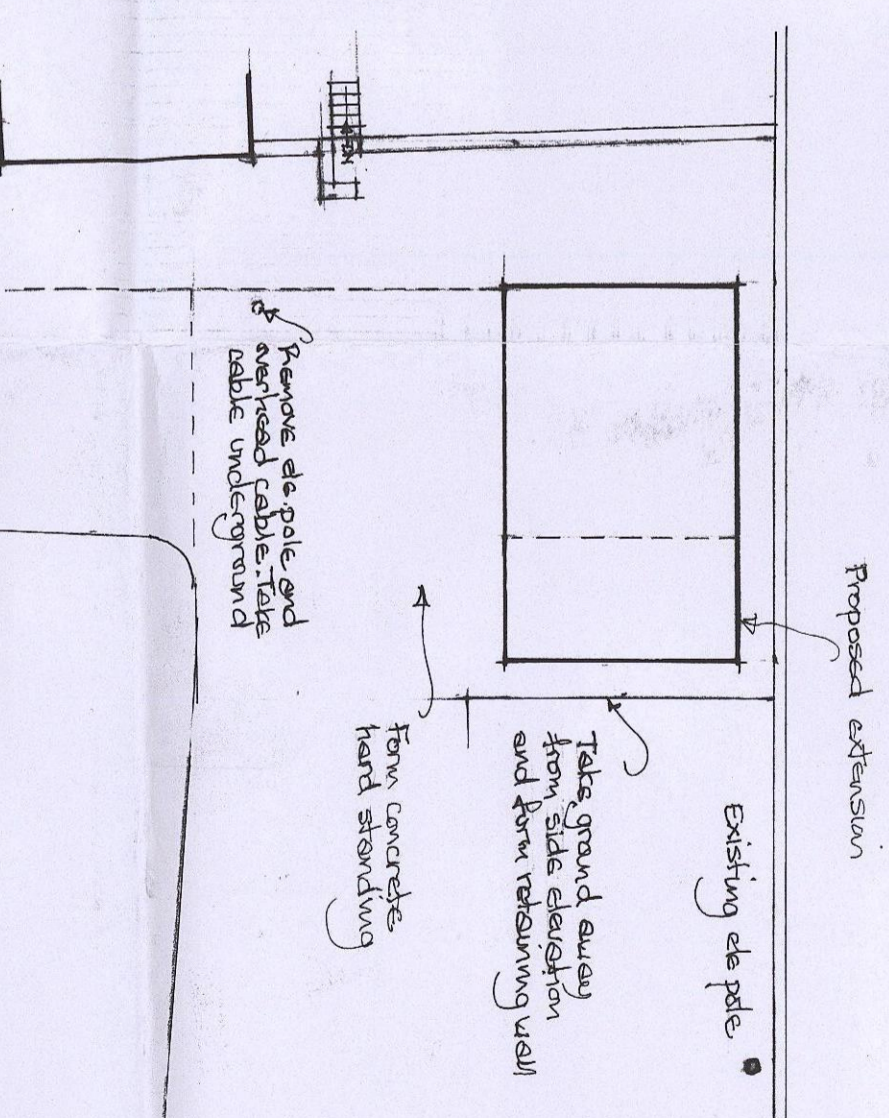 Proposed extension
Existing ele pole
Take ground away
from side elevation
and form retaining wall
Form concrete
hard standing
Remove ele pole and
overhead cable. Take
cable underground